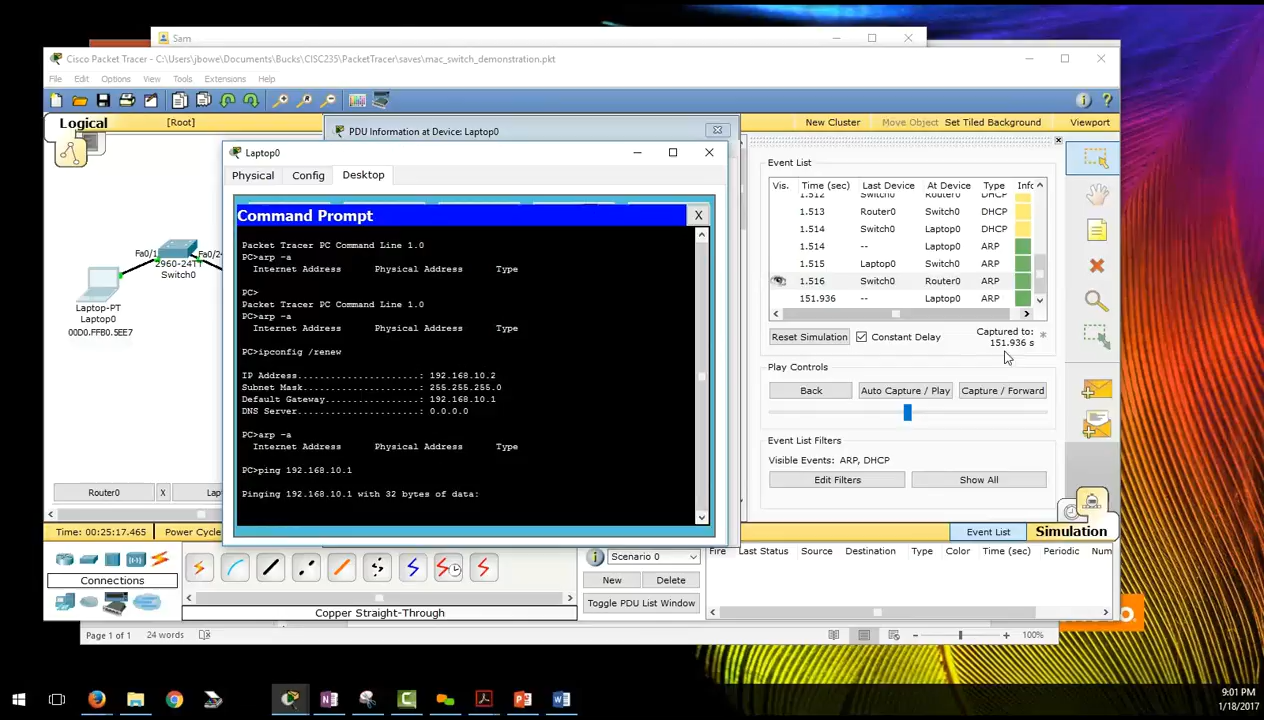 Sam
Cisco Packet Tracer - C:\Users\jbowe\Documents\Bucks\CISC235\PacketTracer\saves\mac_switch_demonstration.pkt
File Edit Options View Tools Extensions Help
Logical
[Root]
New Cluster
Move Object
Set Tiled Background
Viewport
PDU Information at Device: Laptop0
Laptop0
Physical Config Desktop
Command Prompt
X
Packet Tracer PC Command Line 1.0
PC>arp -a
Internet Address Physical Address Type
PC>
Packet Tracer PC Command Line 1.0
PC>arp -a
Internet Address Physical Address Type
PC>ipconfig /renew
IP Address......................: 192.168.10.2
Subnet Mask.....................: 255.255.255.0
Default Gateway.................: 192.168.10.1
DNS Server......................: 0.0.0.0
PC>arp -a
Internet Address Physical Address Type
PC>ping 192.168.10.1
Pinging 192.168.10.1 with 32 bytes of data:
Fa0/1
Fa0/24
2960-24TT
Switch0
Laptop-PT
Laptop0
00D0.FFB0.5EE7
Event List
Vis. Time (sec) Last Device At Device Type Info
1.512 Switch0 Router0 DHCP
1.513 Router0 Switch0 DHCP
1.514 Switch0 Laptop0 DHCP
1.514 -- Laptop0 ARP
1.515 Laptop0 Switch0 ARP
1.516 Switch0 Router0 ARP
151.936 -- Laptop0 ARP
Reset Simulation
Constant Delay
Captured to:
151.936 s
*
Play Controls
Back
Auto Capture / Play
Capture / Forward
Event List Filters
Visible Events: ARP, DHCP
Edit Filters
Show All
Router0
X
Lap
Time: 00:25:17.465
Power Cycle
Event List
Simulation
Connections
Copper Straight-Through
Scenario 0
New
Delete
Toggle PDU List Window
Fire Last Status Source Destination Type Color Time (sec) Periodic Num
Page 1 of 1
24 words
100%
9:01 PM
1/18/2017